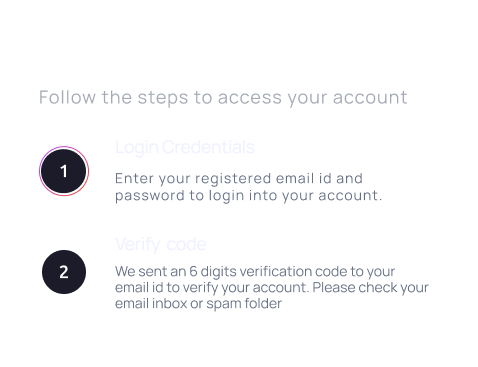 Follow the steps to access your account
1
Login Credentials
Enter your registered email id and
password to login into your account.
2
Verify code
We sent an 6 digits verification code to your
email id to verify your account. Please check your
email inbox or spam folder